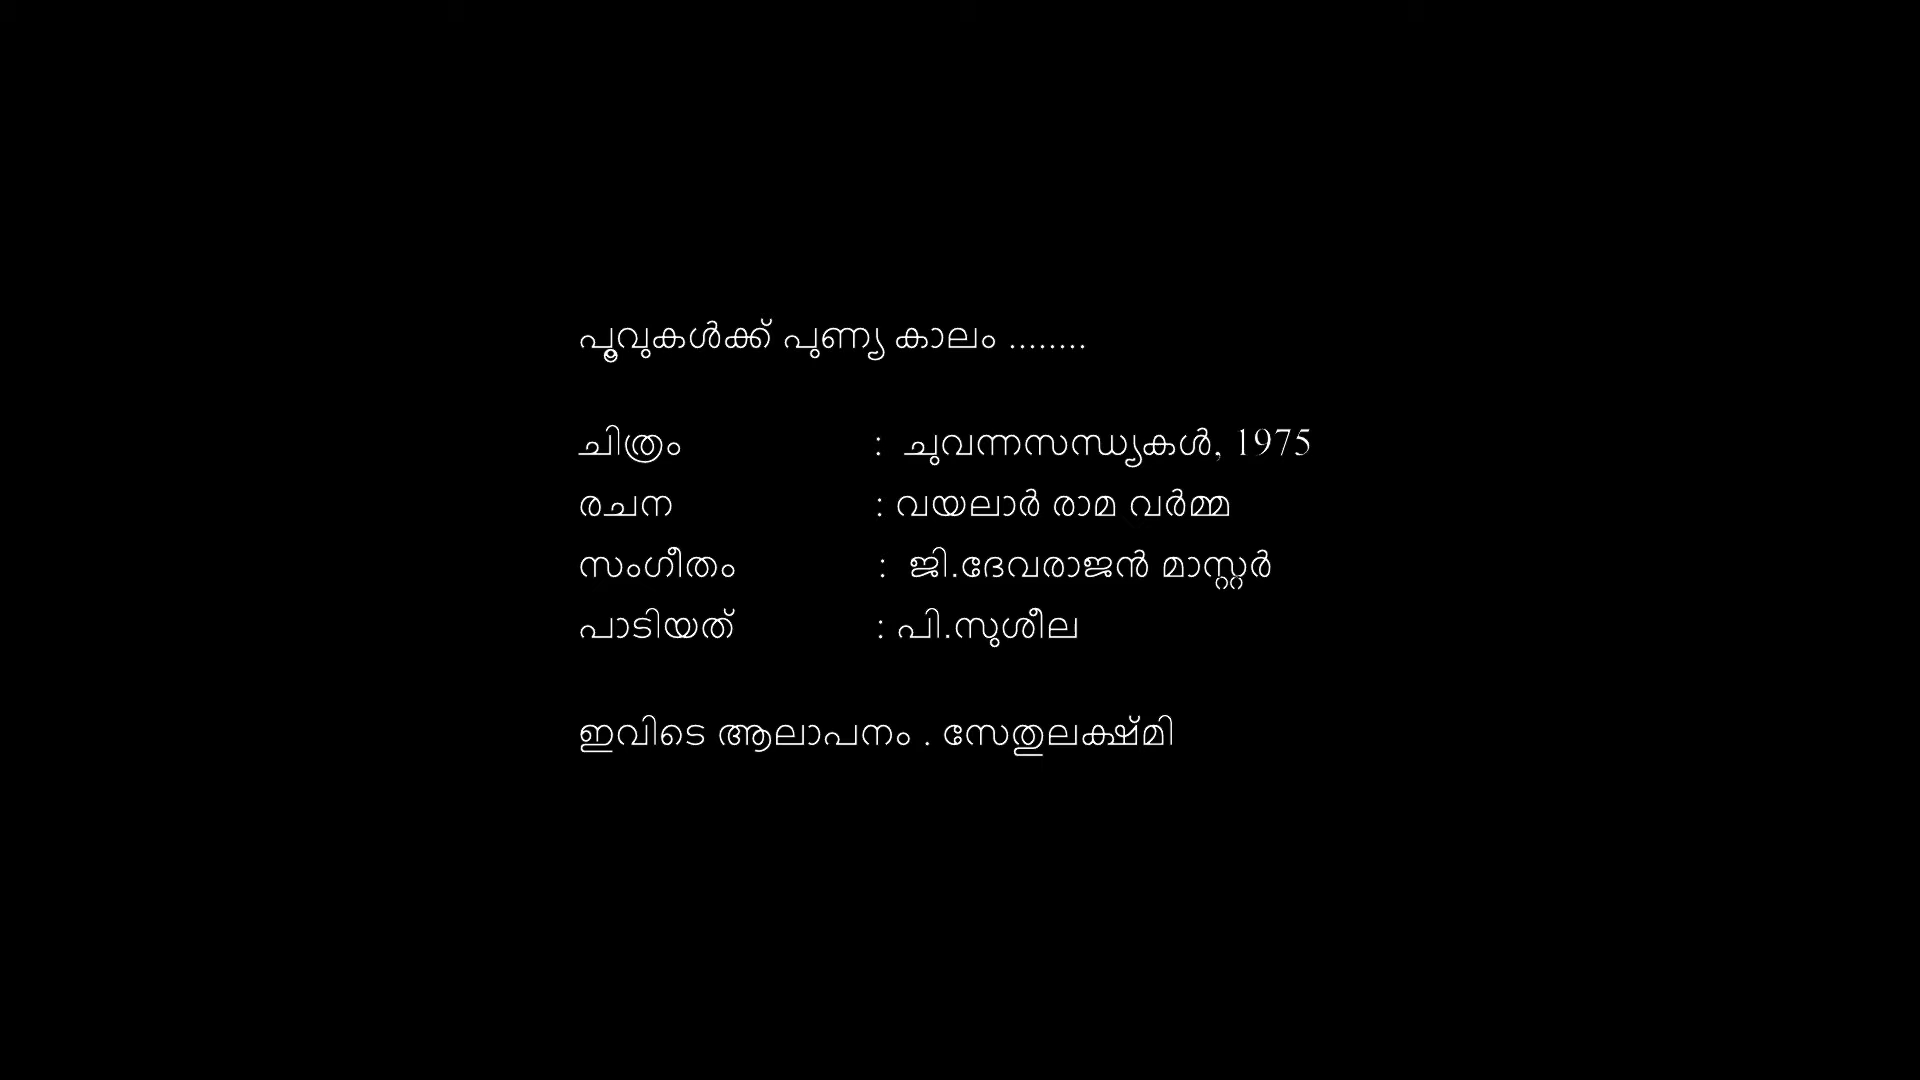 പൂവുകൾക്ക് പുണ്യ കാലം ........
ചിത്രം : ചുവന്നസന്ധ്യകൾ, 1975
രചന : വയലാർ രാമ വർമ്മ
സംഗീതം : ജി.ദേവരാജൻ മാസ്റ്റർ
പാടിയത് : പി.സുശീല
ഇവിടെ ആലാപനം . സേതുലക്ഷ്മി